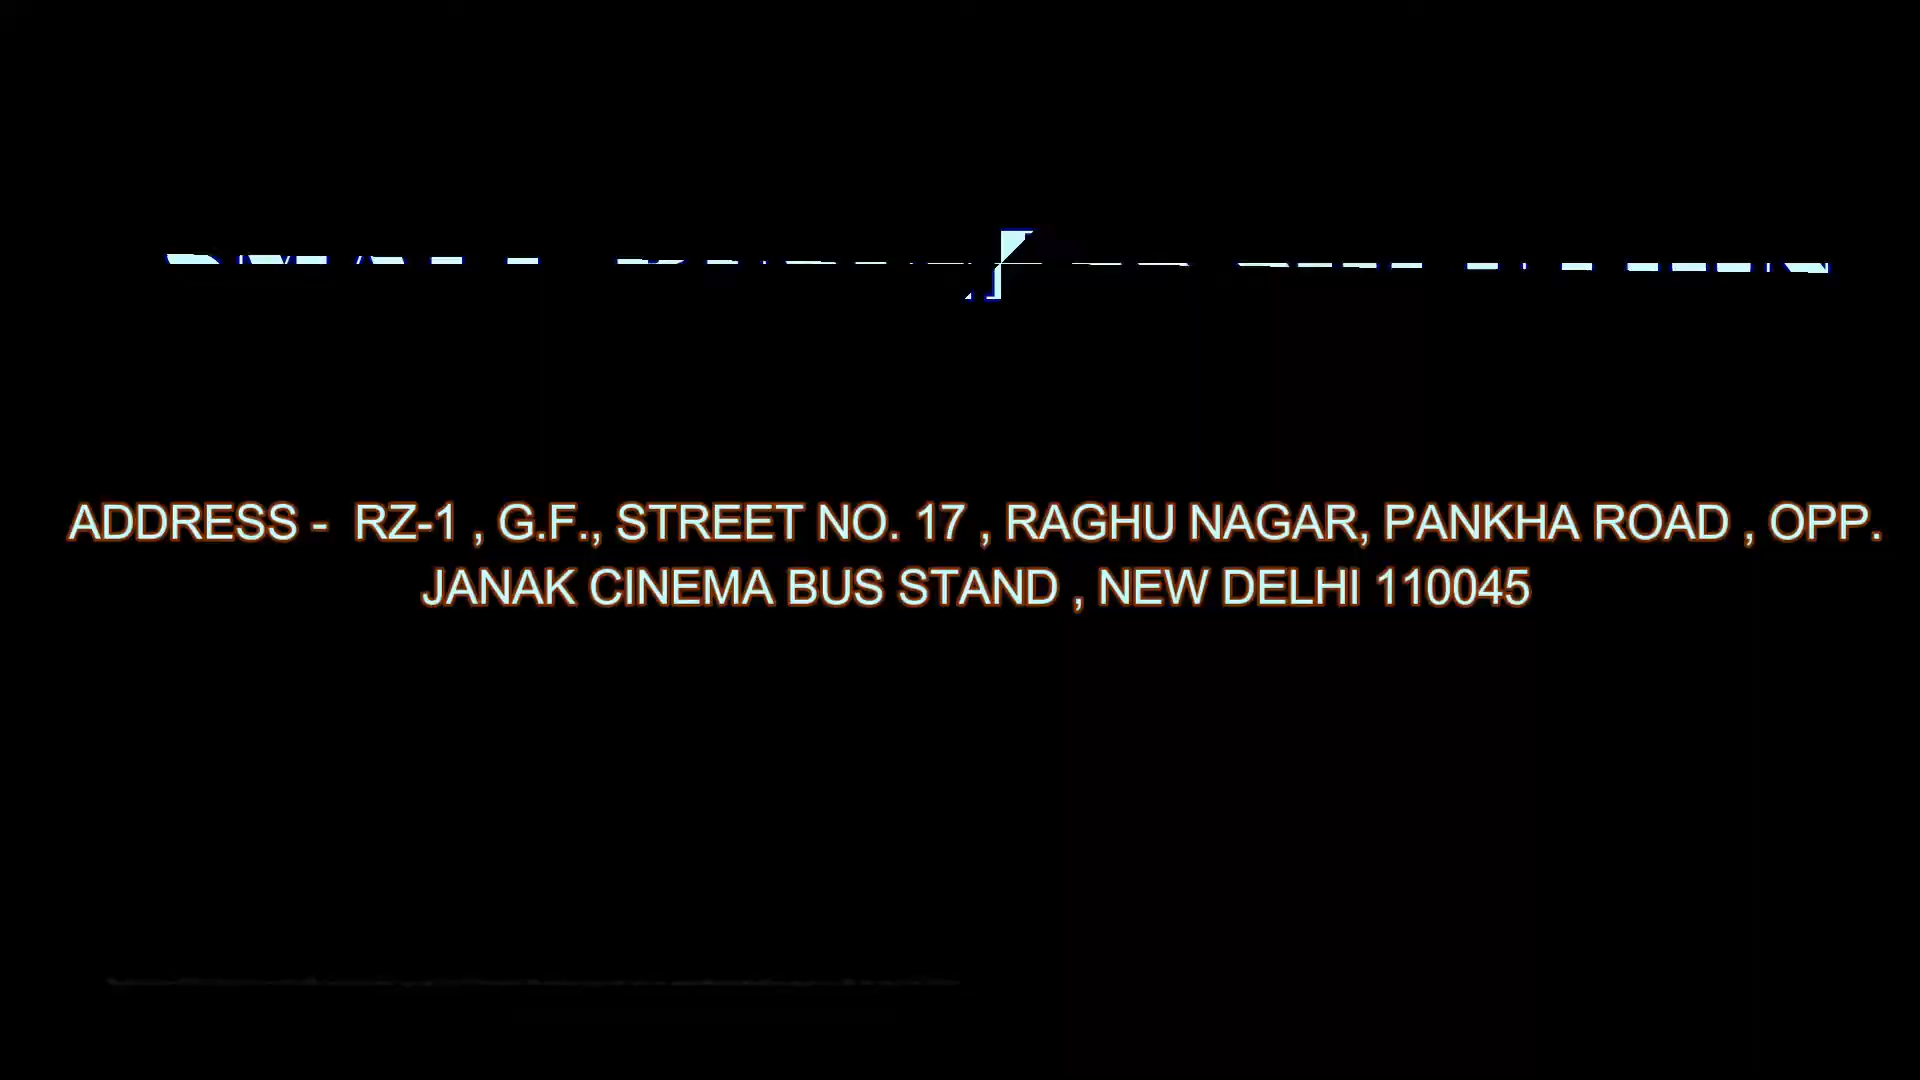 ADDRESS -  RZ-1 , G.F., STREET NO. 17 , RAGHU NAGAR, PANKHA ROAD , OPP.
JANAK CINEMA BUS STAND , NEW DELHI 110045